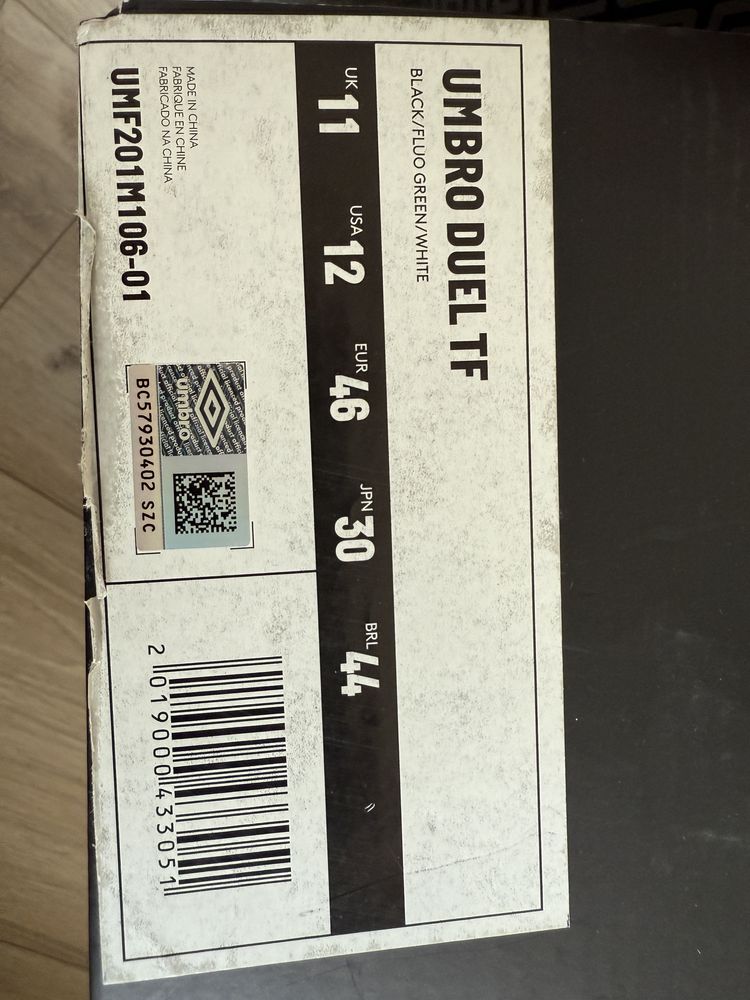 UMBRO DUEL TF
BLACK/FLUO GREEN/WHITE
UK 11 USA 12 EUR 46 JPN 30 BRL 44
MADE IN CHINA
FABRIQUE EN CHINE
FABRICADO NA CHINA
UMF201M106-01
umbro
BC57930402 SZC
2 019000 433051